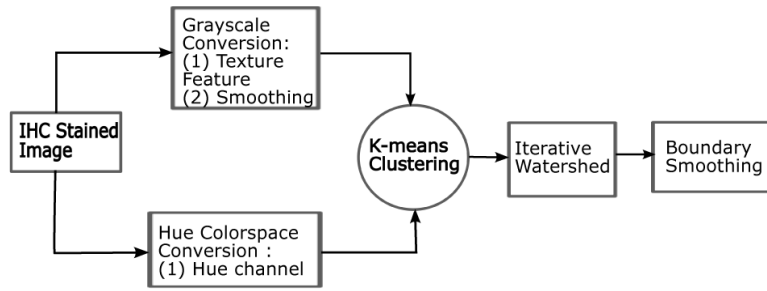 Grayscale
Conversion:
(1) Texture
Feature
(2) Smoothing
IHC Stained
Image
K-means
Clustering
Iterative
Watershed
Boundary
Smoothing
Hue Colorspace
Conversion :
(1) Hue channel